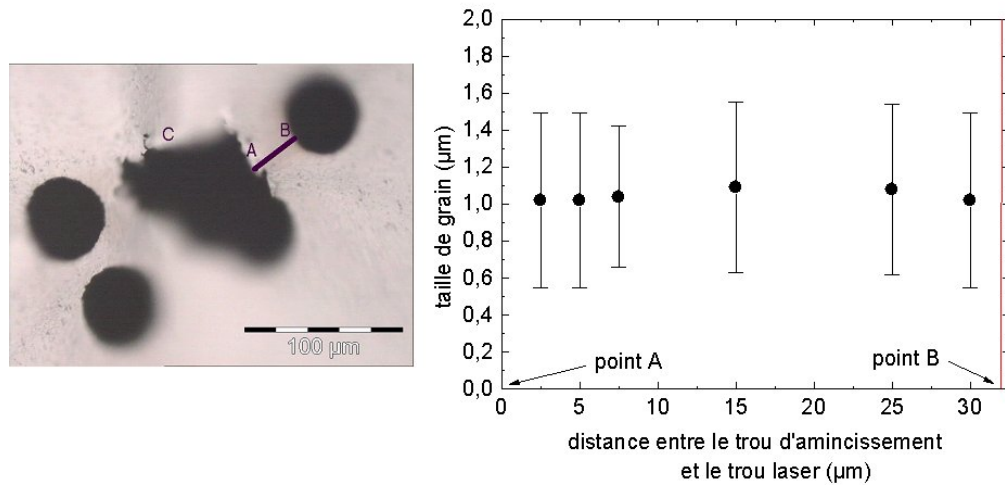 C
A
B
100 µm
taille de grain (µm)
2,0
1,8
1,6
1,4
1,2
1,0
0,8
0,6
0,4
0,2
0,0
point A
point B
0
5
10
15
20
25
30
distance entre le trou d'amincissement
et le trou laser (µm)